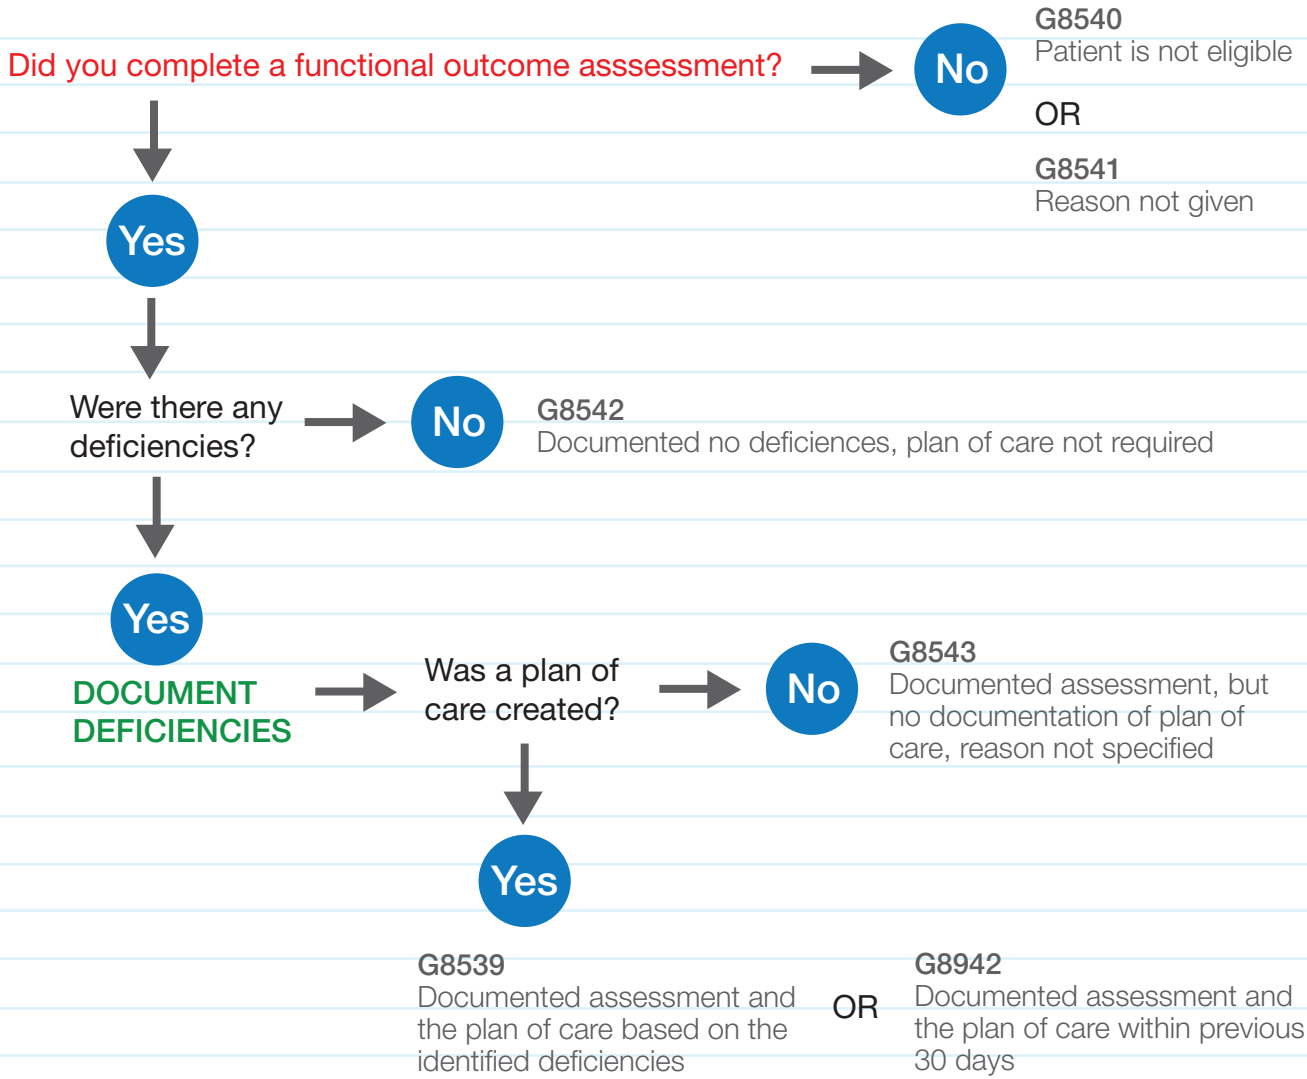 G8540
Did you complete a functional outcome asssessment?
No
Patient is not eligible
OR
G8541
Reason not given
Yes
Were there any
deficiencies?
No
G8542
Documented no deficiences, plan of care not required
Yes
DOCUMENT
DEFICIENCIES
Was a plan of
care created?
No
G8543
Documented assessment, but
no documentation of plan of
care, reason not specified
Yes
G8539
Documented assessment and
the plan of care based on the
identified deficiencies
OR
G8942
Documented assessment and
the plan of care within previous
30 days